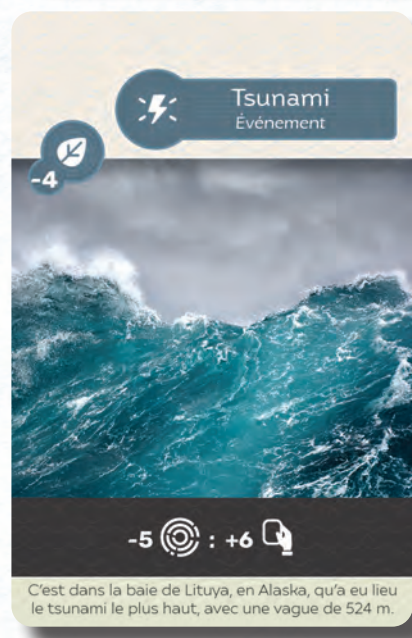 Tsunami
Événement
-4
-5 : +6
C'est dans la baie de Lituya, en Alaska, qu'a eu lieu
le tsunami le plus haut, avec une vague de 524 m.